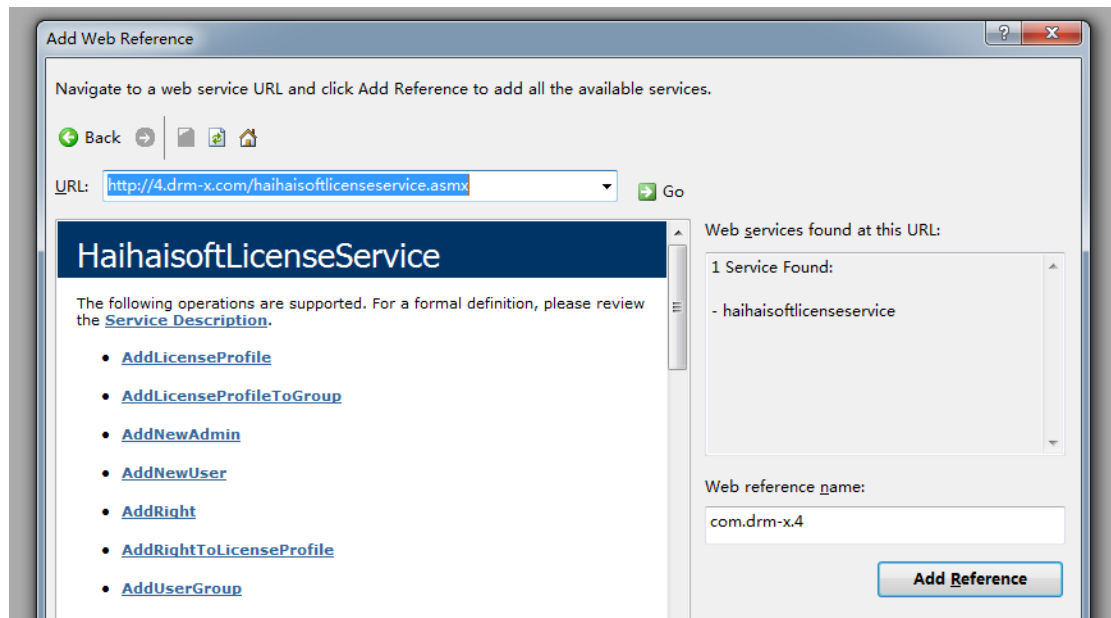 Add Web Reference
Navigate to a web service URL and click Add Reference to add all the available services.
Back
URL: http://4.drm-x.com/haihaisoftlicenseservice.asmx Go
HaihaisoftLicenseService
The following operations are supported. For a formal definition, please review
the Service Description.
• AddLicenseProfile
• AddLicenseProfileToGroup
• AddNewAdmin
• AddNewUser
• AddRight
• AddRightToLicenseProfile
• AddUserGroup
Web services found at this URL:
1 Service Found:
- haihaisoftlicenseservice
Web reference name:
com.drm-x.4
Add Reference